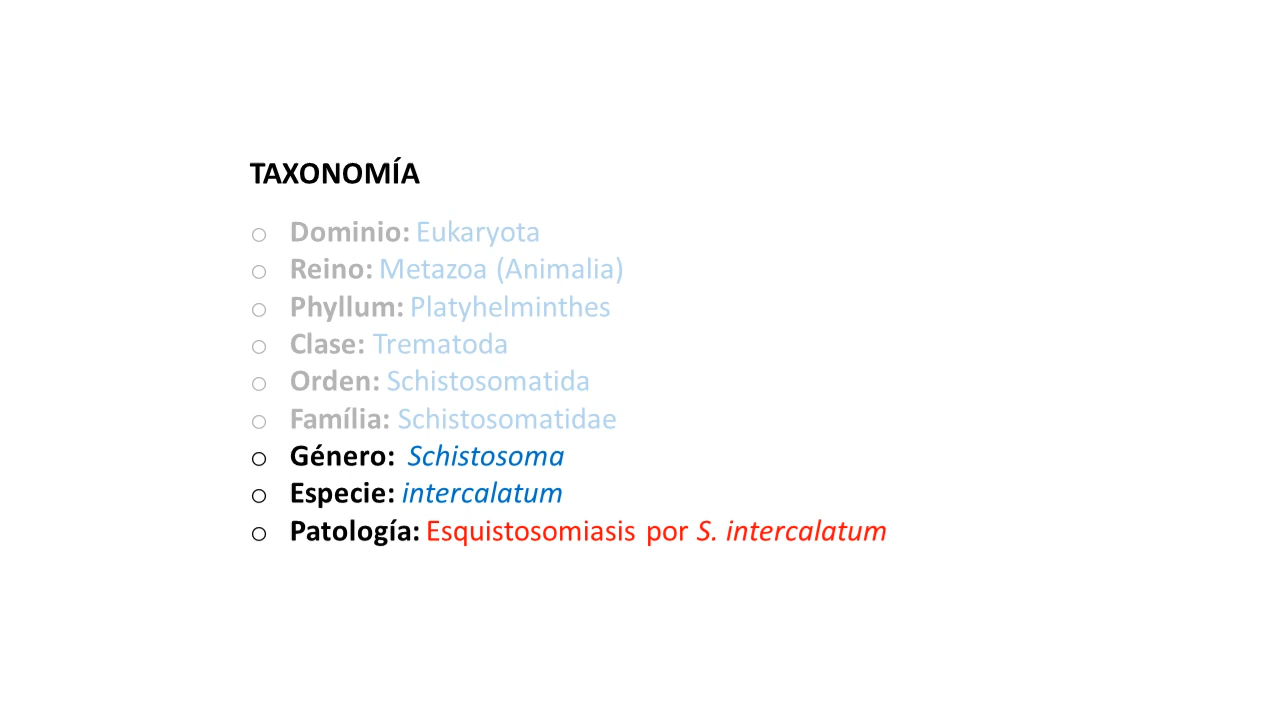 TAXONOMÍA
o Dominio: Eukaryota
o Reino: Metazoa (Animalia)
o Phyllum: Platyhelminthes
o Clase: Trematoda
o Orden: Schistosomatida
o Família: Schistosomatidae
o Género: Schistosoma
o Especie: intercalatum
o Patología: Esquistosomiasis por S. intercalatum